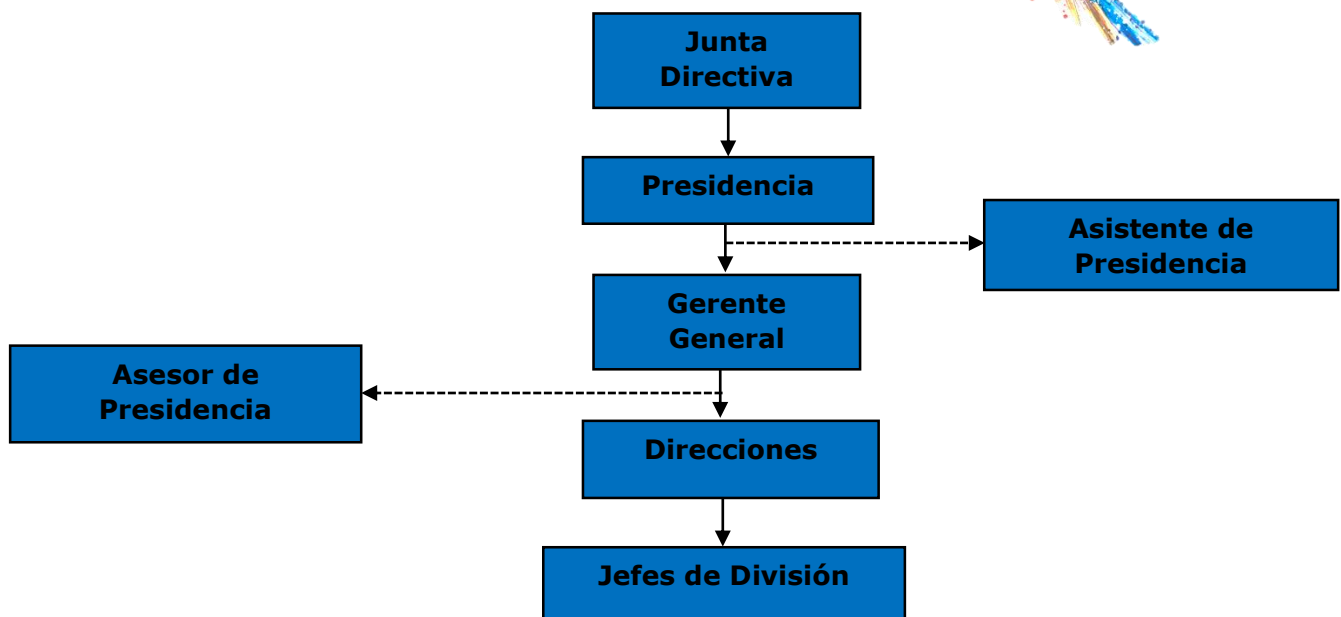 Junta
Directiva
Presidencia
Asistente de
Presidencia
Gerente
General
Asesor de
Presidencia
Direcciones
Jefes de División